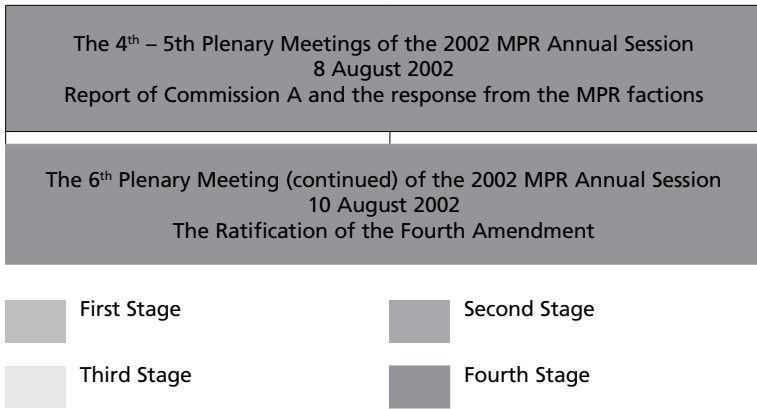 The 4th – 5th Plenary Meetings of the 2002 MPR Annual Session
8 August 2002
Report of Commission A and the response from the MPR factions
The 6th Plenary Meeting (continued) of the 2002 MPR Annual Session
10 August 2002
The Ratification of the Fourth Amendment
First Stage
Second Stage
Third Stage
Fourth Stage